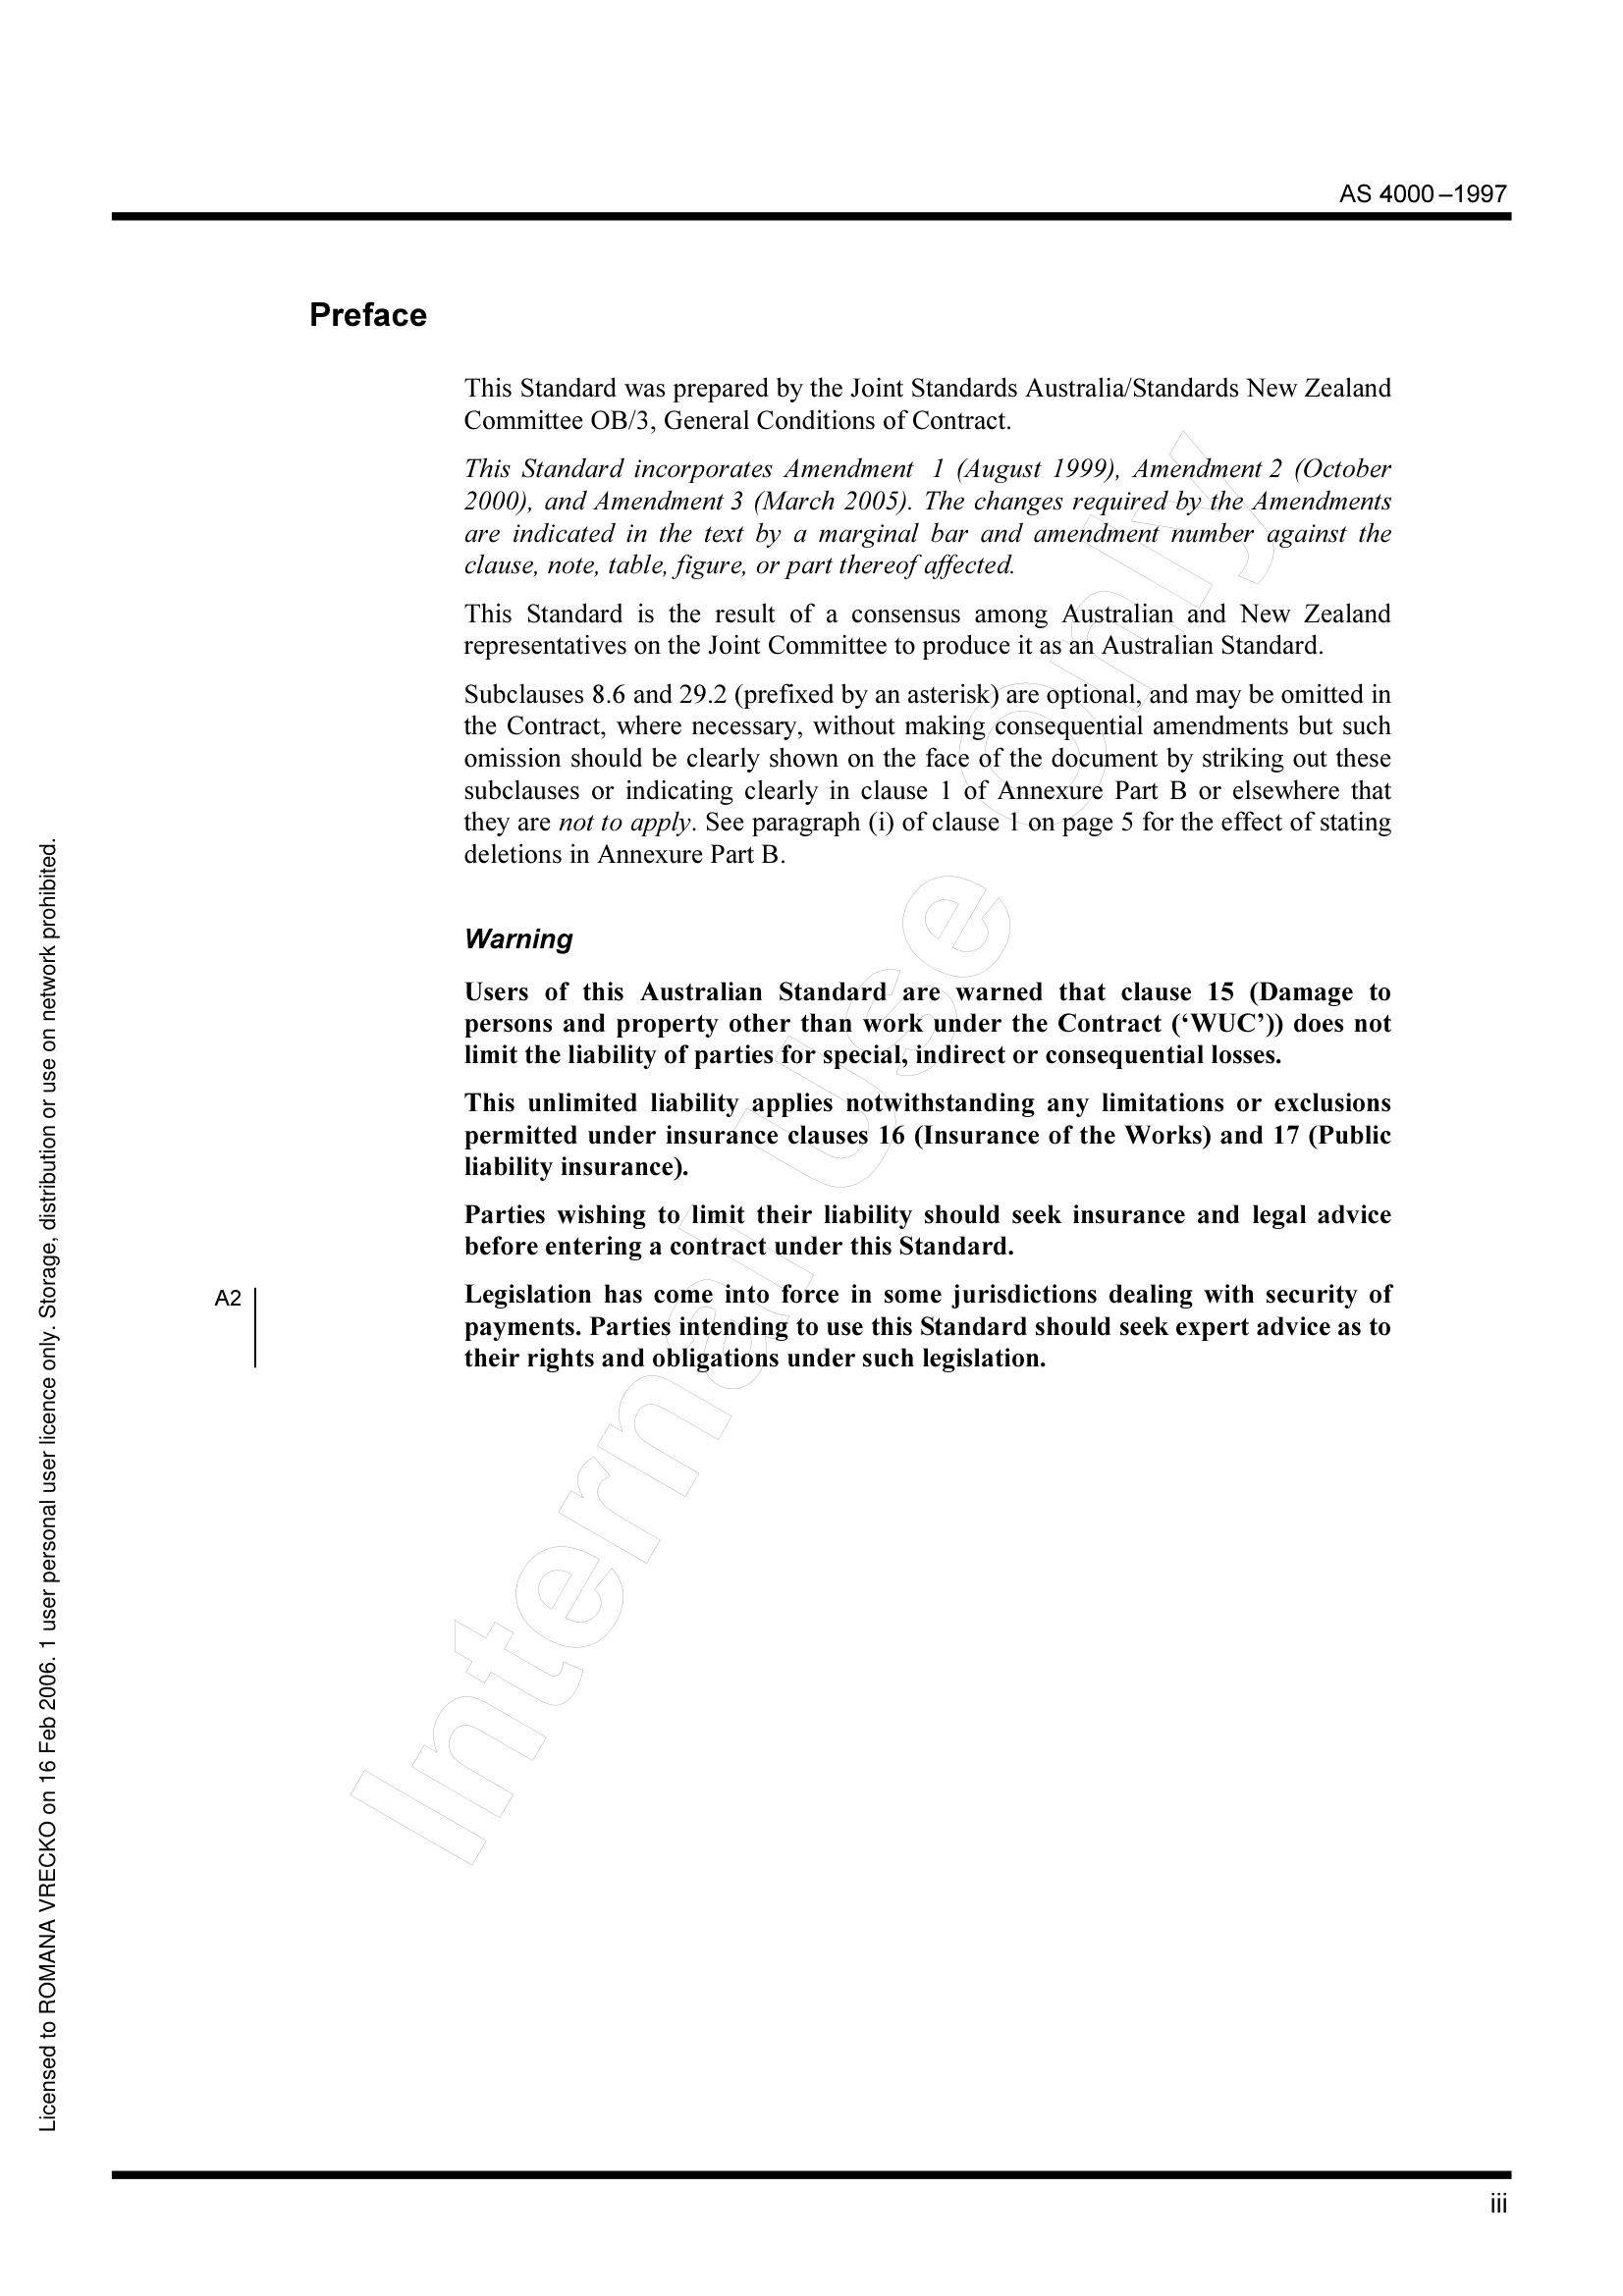 AS 4000–1997
Preface
This Standard was prepared by the Joint Standards Australia/Standards New Zealand
Committee OB/3, General Conditions of Contract.
This Standard incorporates Amendment 1 (August 1999), Amendment 2 (October
2000), and Amendment 3 (March 2005). The changes required by the Amendments
are indicated in the text by a marginal bar and amendment number against the
clause, note, table, figure, or part thereof affected.
This Standard is the result of a consensus among Australian and New Zealand
representatives on the Joint Committee to produce it as an Australian Standard.
Subclauses 8.6 and 29.2 (prefixed by an asterisk) are optional, and may be omitted in
the Contract, where necessary, without making consequential amendments but such
omission should be clearly shown on the face of the document by striking out these
subclauses or indicating clearly in clause 1 of Annexure Part B or elsewhere that
they are not to apply. See paragraph (i) of clause 1 on page 5 for the effect of stating
deletions in Annexure Part B.
Warning
Users of this Australian Standard are warned that clause 15 (Damage to
persons and property other than work under the Contract (‘WUC’)) does not
limit the liability of parties for special, indirect or consequential losses.
This unlimited liability applies notwithstanding any limitations or exclusions
permitted under insurance clauses 16 (Insurance of the Works) and 17 (Public
liability insurance).
Parties wishing to limit their liability should seek insurance and legal advice
before entering a contract under this Standard.
A2
Legislation has come into force in some jurisdictions dealing with security of
payments. Parties intending to use this Standard should seek expert advice as to
their rights and obligations under such legislation.
Internal use only
Licensed to ROMANA VRECKO on 16 Feb 2006. 1 user personal user licence only. Storage, distribution or use on network prohibited.
iii